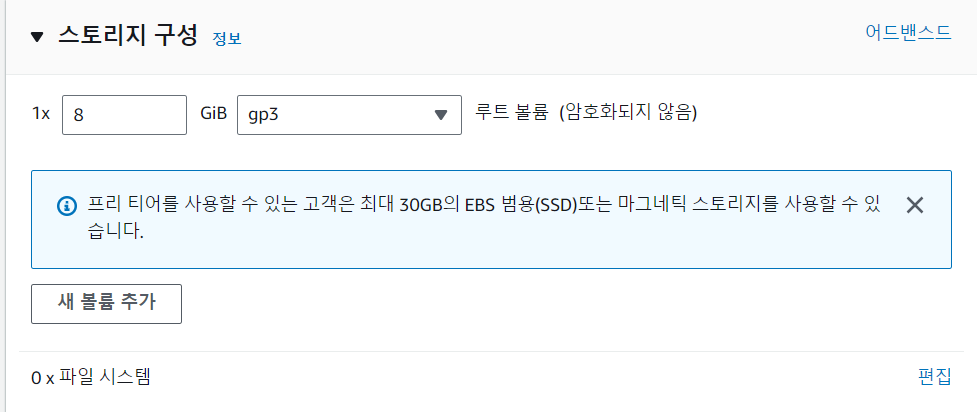 스토리지 구성 정보 어드밴스드
1x 8 GiB gp3 루트 볼륨 (암호화되지 않음)
프리 티어를 사용할 수 있는 고객은 최대 30GB의 EBS 범용(SSD)또는 마그네틱 스토리지를 사용할 수 있
습니다.
새 볼륨 추가
0 x 파일 시스템 편집